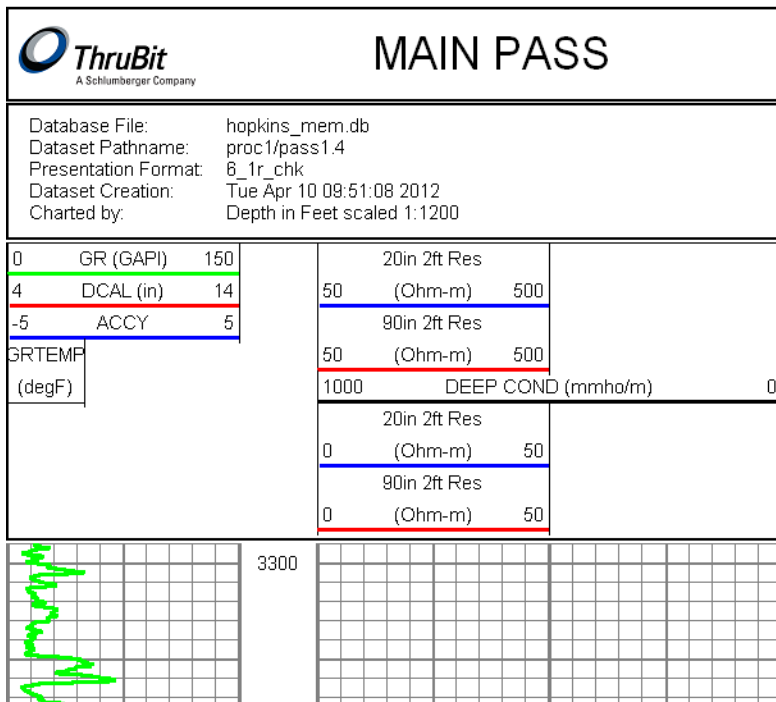 ThruBit
A Schlumberger Company
MAIN PASS
Database File: hopkins_mem.db
Dataset Pathname: proc1/pass1.4
Presentation Format: 6_1r_chk
Dataset Creation: Tue Apr 10 09:51:08 2012
Charted by: Depth in Feet scaled 1:1200
0 GR (GAPI) 150
4 DCAL (in) 14
-5 ACCY 5
GRTEMP
(degF)
20in 2ft Res
50 (Ohm-m) 500
90in 2ft Res
50 (Ohm-m) 500
1000 DEEP COND (mmho/m) 0
20in 2ft Res
0 (Ohm-m) 50
90in 2ft Res
0 (Ohm-m) 50
3300